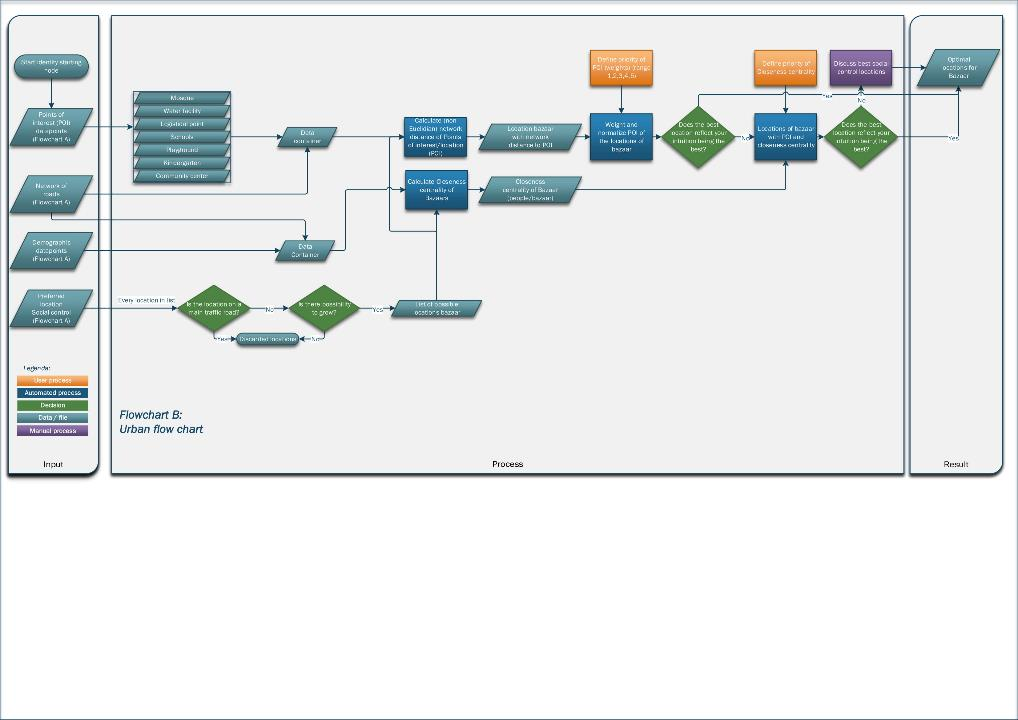 Start identity starting
node
Points of
interest (POI)
datapoints
(Flowchart A)
Network of
roads
(Flowchart A)
Demographic
datapoints
(Flowchart A)
Preferred
location
Social control
(Flowchart A)
Legenda:
User process
Automated process
Decision
Data / file
Manual process
Input
Mosque
Water facility
Logistical point
Schools
Playground
Kindergarten
Community center
Data
container
Data
Container
Every location in list
Is the location on a
main traffic road?
No
Is there possibility
to grow?
Yes
List of possible
locations bazaar
Yes
Discarded locations
No
Calculate (non
Euclidian) network
distance of Points
of interest/location
(POI)
Location bazaar
with network
distance to POI
Calculate Closeness
centrality of
Bazaars
Closeness
centrality of Bazaar
(people/bazaar)
Define priority of
POI (weights) (range
1,2,3,4,5)
Weight and
normalize POI of
the locations of
bazaar
Does the best
location reflect your
intuition being the
best?
No
Yes
Define priority of
Closeness centrality
Locations of bazaar
with POI and
closeness centrality
Discuss best social
control locations
No
Does the best
location reflect your
intuition being the
best?
Yes
Optimal
locations for
Bazaar
Flowchart B:
Urban flow chart
Process
Result